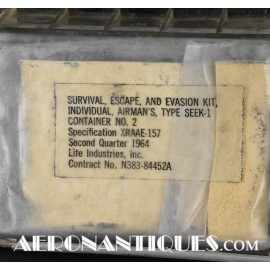 SURVIVAL, ESCAPE, AND EVASION KIT,
INDIVIDUAL, AIRMAN'S, TYPE SEEK-1
CONTAINER NO. 2
Specification XRAAE-157
Second Quarter 1964
Life Industries, Inc.
Contract No. N383-84452A
AERONANTIQUES.COM